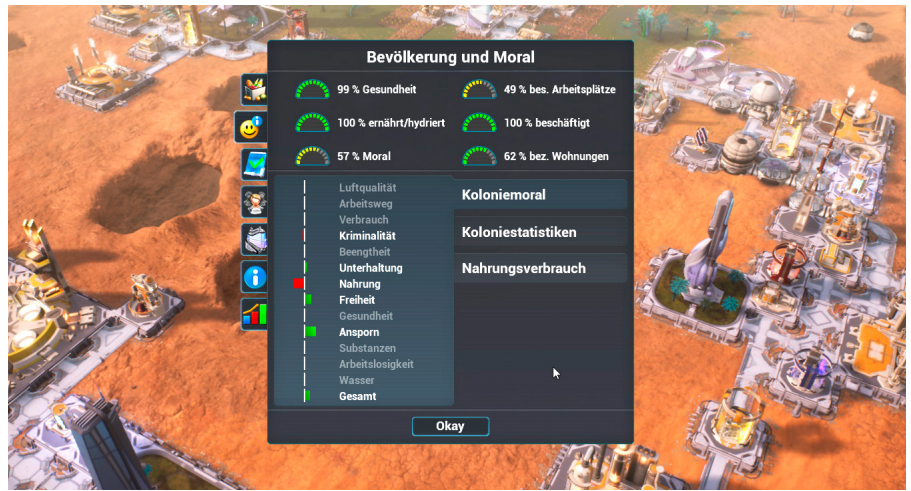 Bevölkerung und Moral
99 % Gesundheit
49 % bes. Arbeitsplätze
100 % ernährt/hydriert
100 % beschäftigt
57 % Moral
62 % bez. Wohnungen
Luftqualität
Arbeitsweg
Verbrauch
Kriminalität
Beengtheit
Unterhaltung
Nahrung
Freiheit
Gesundheit
Ansporn
Substanzen
Arbeitslosigkeit
Wasser
Gesamt
Koloniemoral
Koloniestatistiken
Nahrungsverbrauch
Okay